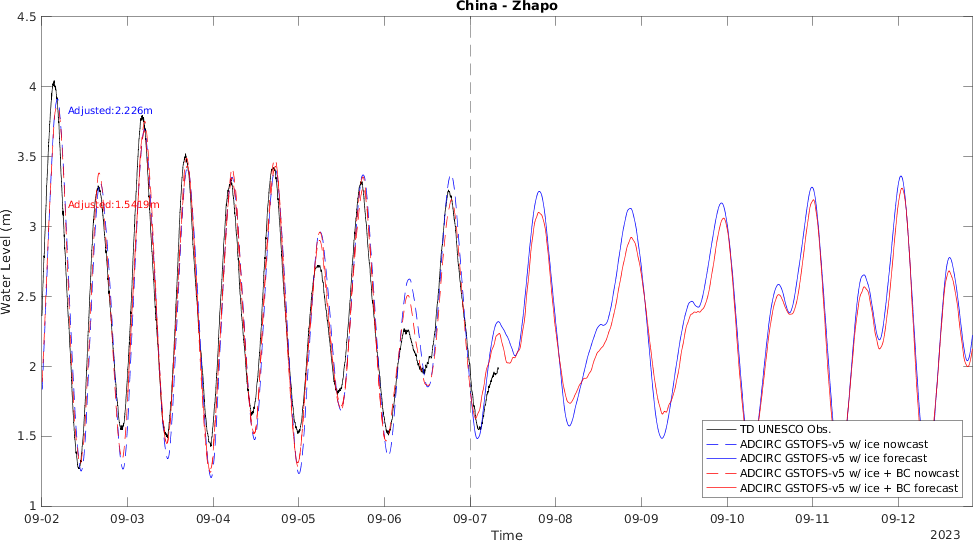 China - Zhapo
4.5
4
3.5
3
2.5
2
1.5
1
Water Level (m)
Adjusted:2.226m
Adjusted:1.5419m
TD UNESCO Obs.
ADCIRC GSTOFS-v5 w/ ice nowcast
ADCIRC GSTOFS-v5 w/ ice forecast
ADCIRC GSTOFS-v5 w/ ice + BC nowcast
ADCIRC GSTOFS-v5 w/ ice + BC forecast
09-02 09-03 09-04 09-05 09-06 09-07 09-08 09-09 09-10 09-11 09-12
Time
2023